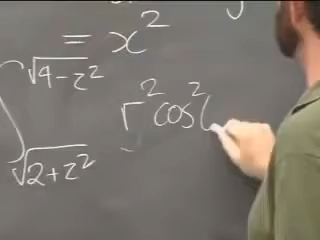 = x²
∫
√4-z²
r² cos² (
√2+z²